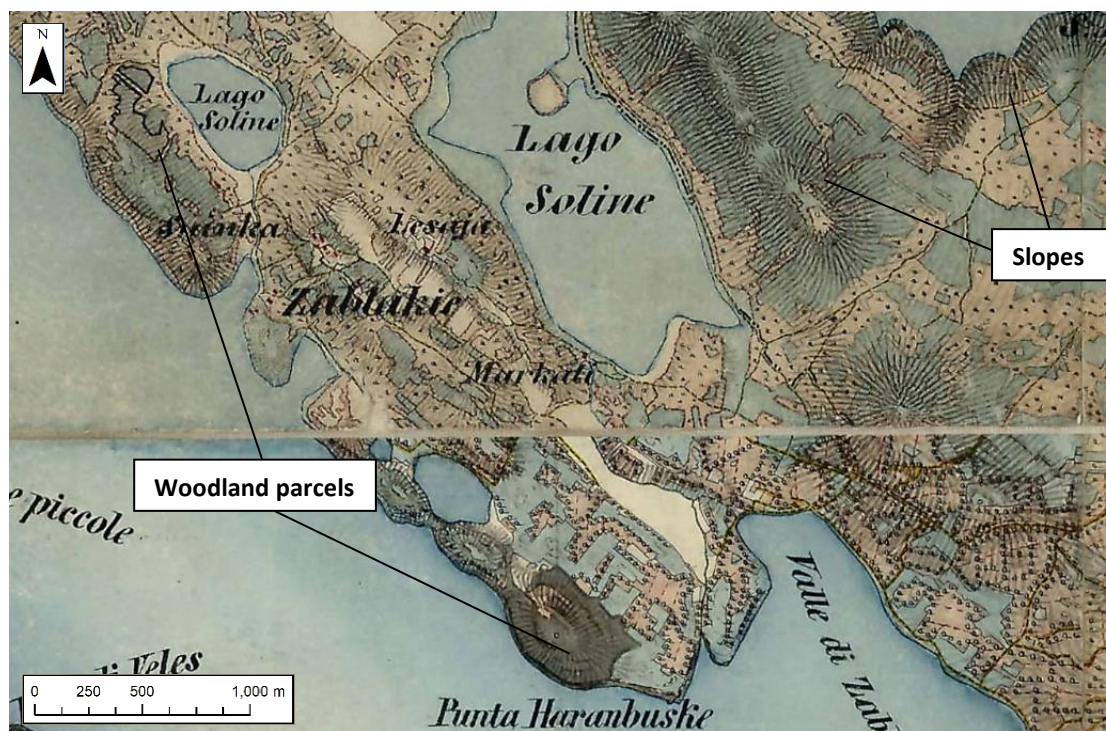 N
Lago
Soline
Lago
Soline
Slopes
Zablakie
Markati
Woodland parcels
e piccole
di Veles
Valle di Zab
Punta Haranbuske
0 250 500 1,000 m